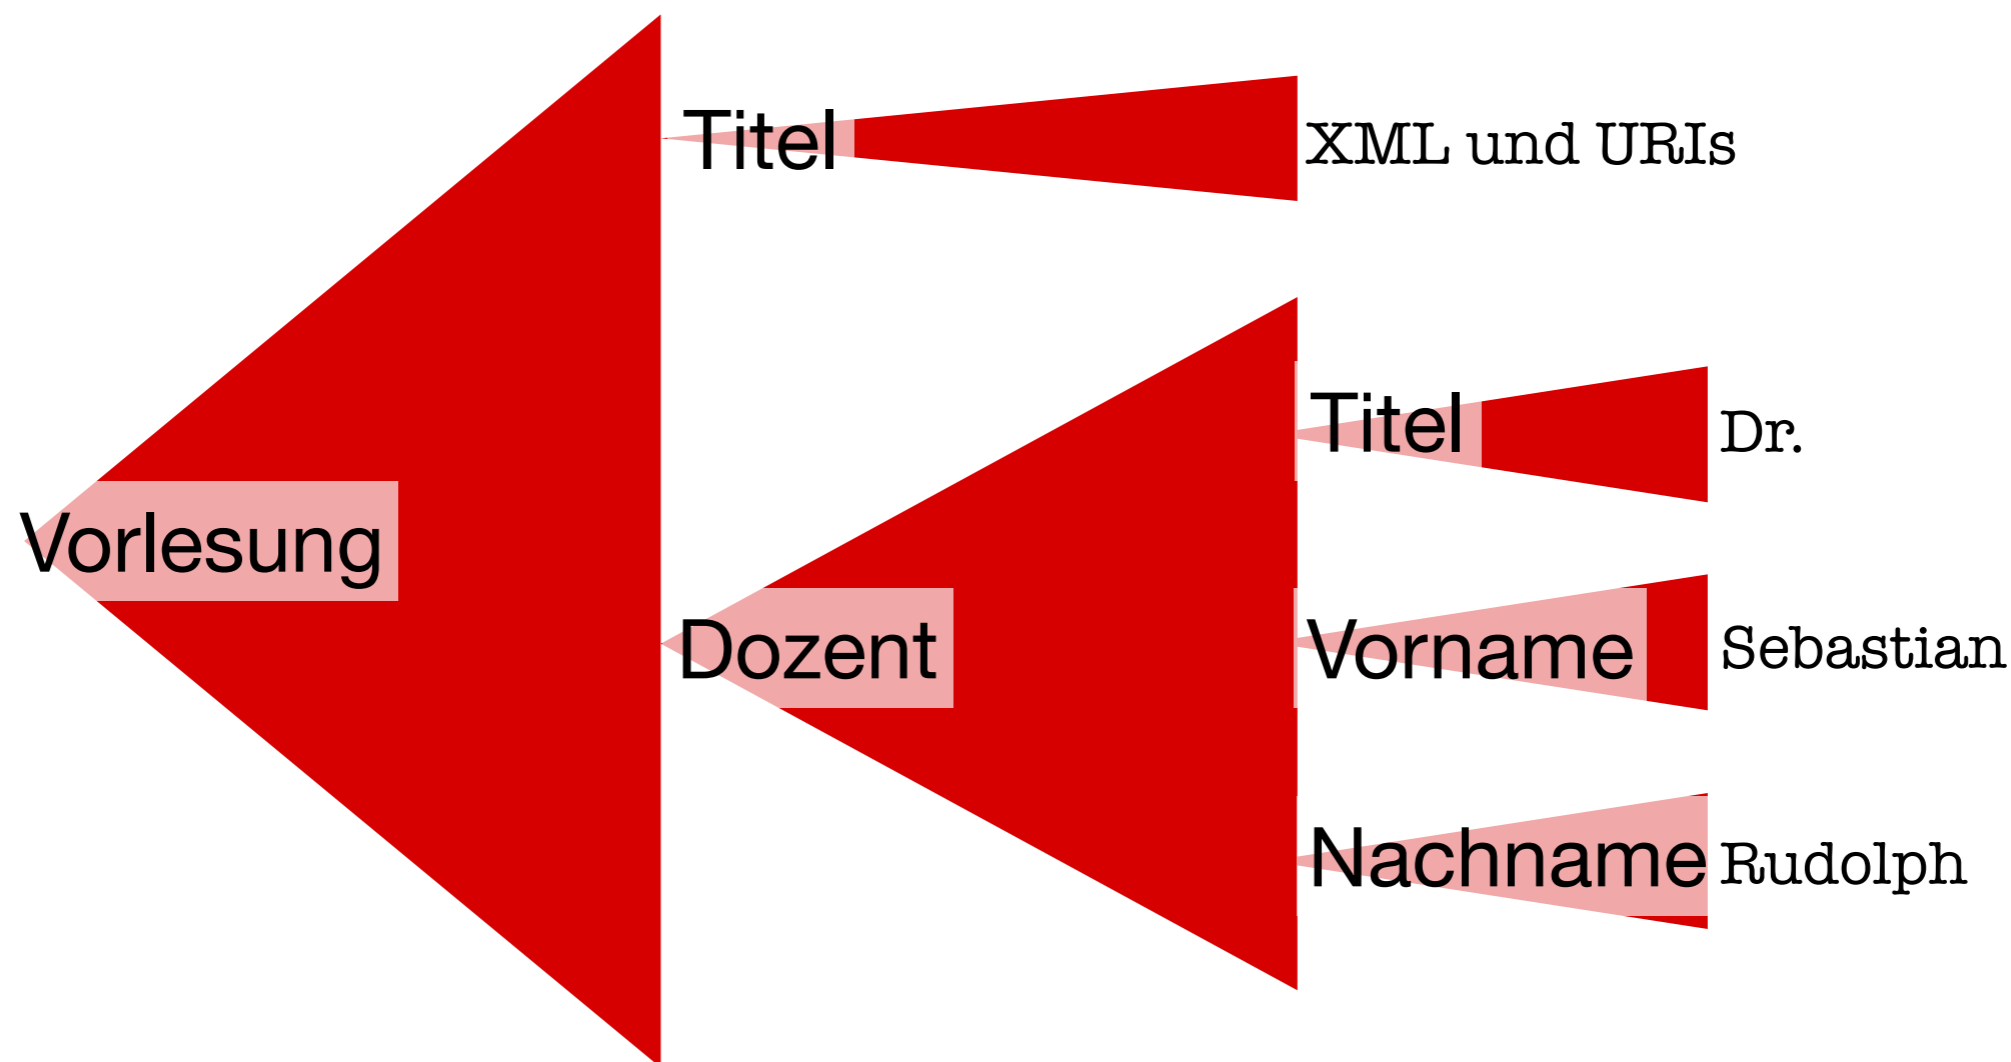 Titel
XML und URIs
Titel
Dr.
Vorlesung
Dozent
Vorname
Sebastian
Nachname
Rudolph